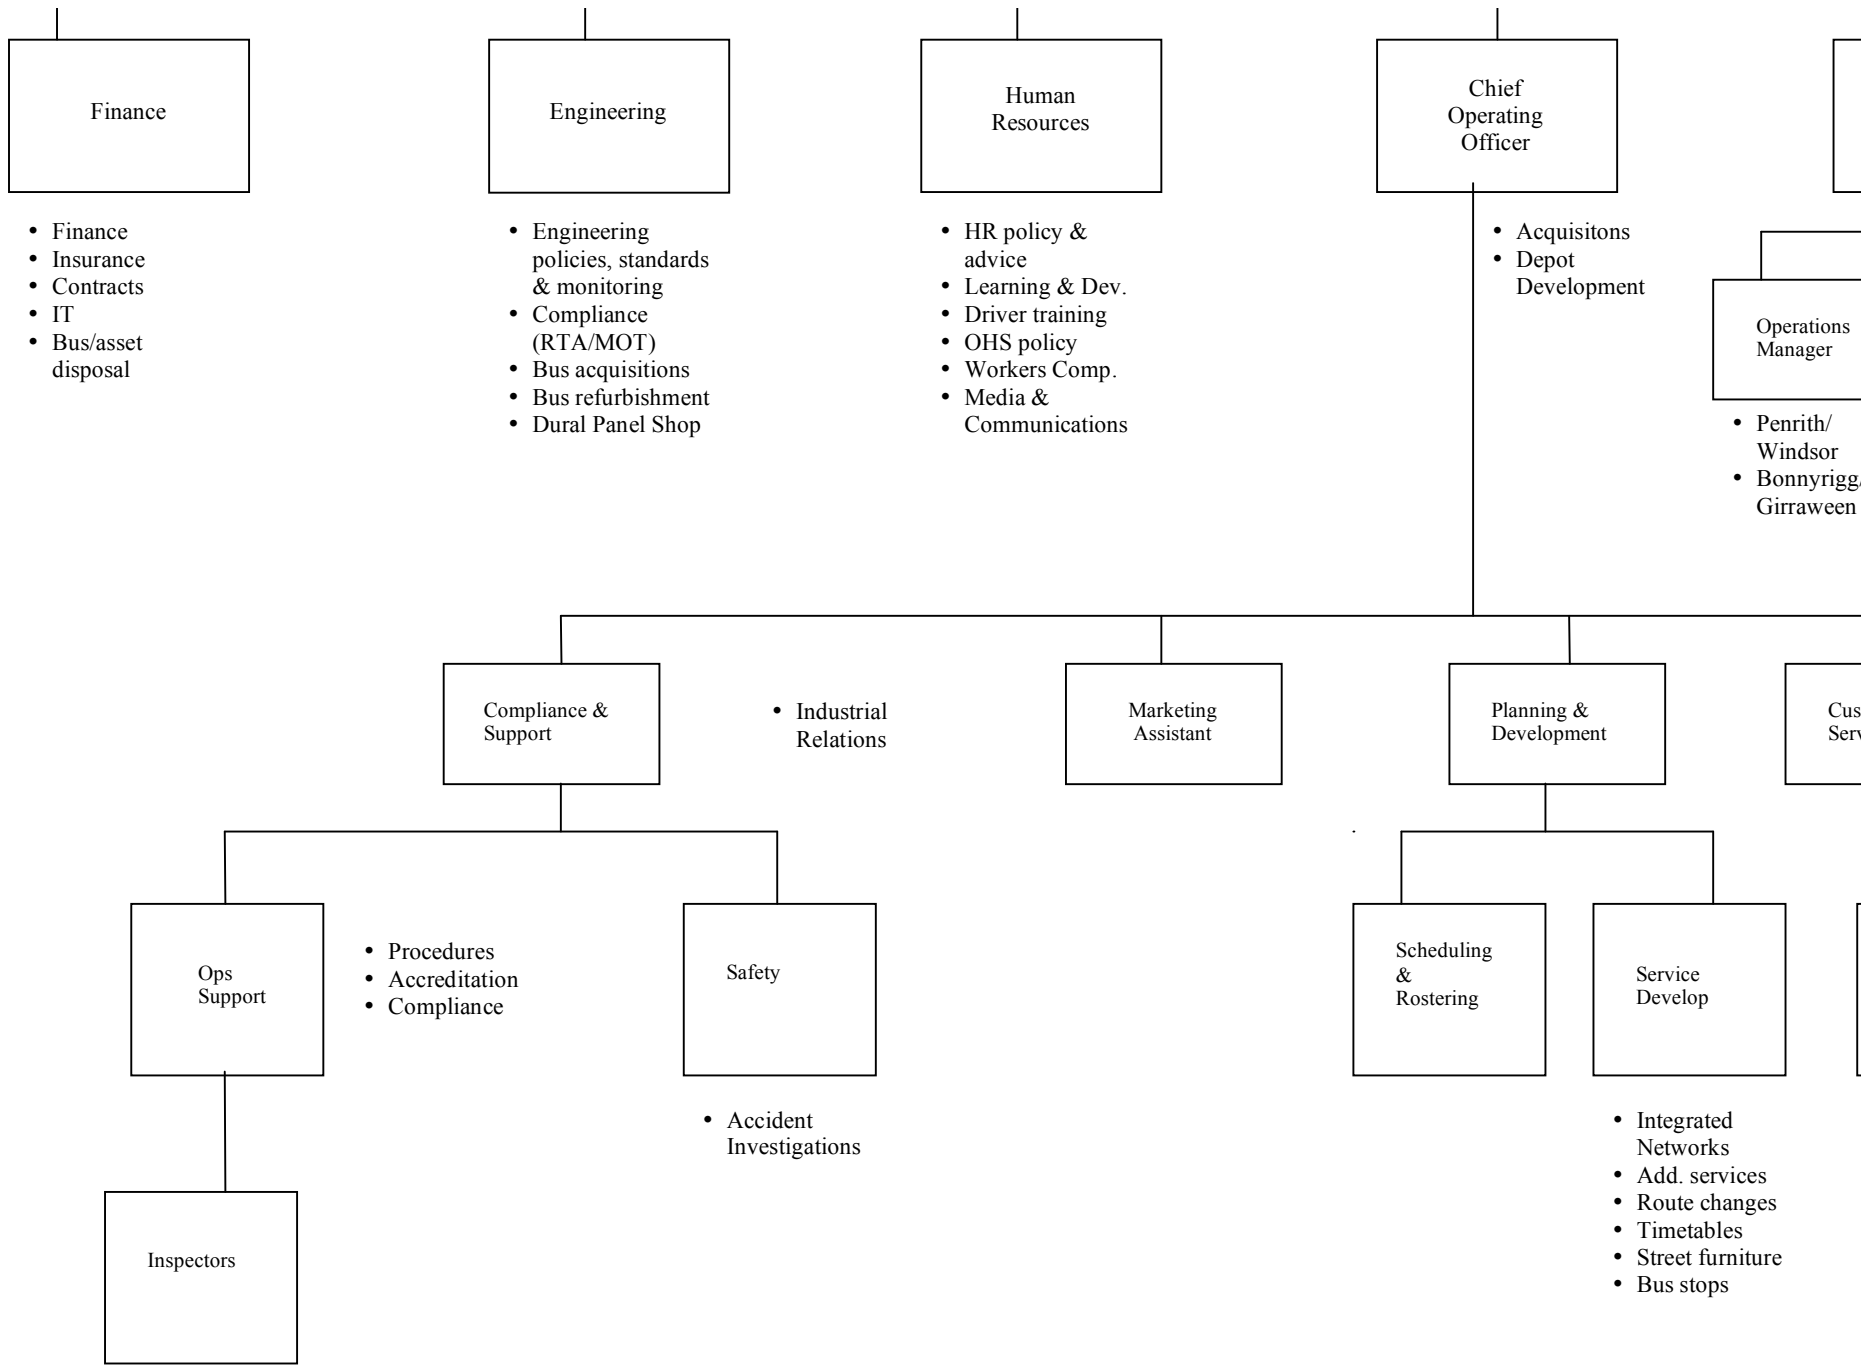 Finance
Engineering
Human
Resources
Chief
Operating
Officer
• Finance
• Insurance
• Contracts
• IT
• Bus/asset
disposal
• Engineering
policies, standards
& monitoring
• Compliance
(RTA/MOT)
• Bus acquisitions
• Bus refurbishment
• Dural Panel Shop
• HR policy &
advice
• Learning & Dev.
• Driver training
• OHS policy
• Workers Comp.
• Media &
Communications
• Acquisitons
• Depot
Development
Operations
Manager
• Penrith/
Windsor
• Bonnyrigg/
Girraween
Compliance &
Support
• Industrial
Relations
Marketing
Assistant
Planning &
Development
Cus
Serv
Ops
Support
• Procedures
• Accreditation
• Compliance
Safety
Scheduling
&
Rostering
Service
Develop
• Accident
Investigations
• Integrated
Networks
• Add. services
• Route changes
• Timetables
• Street furniture
• Bus stops
Inspectors